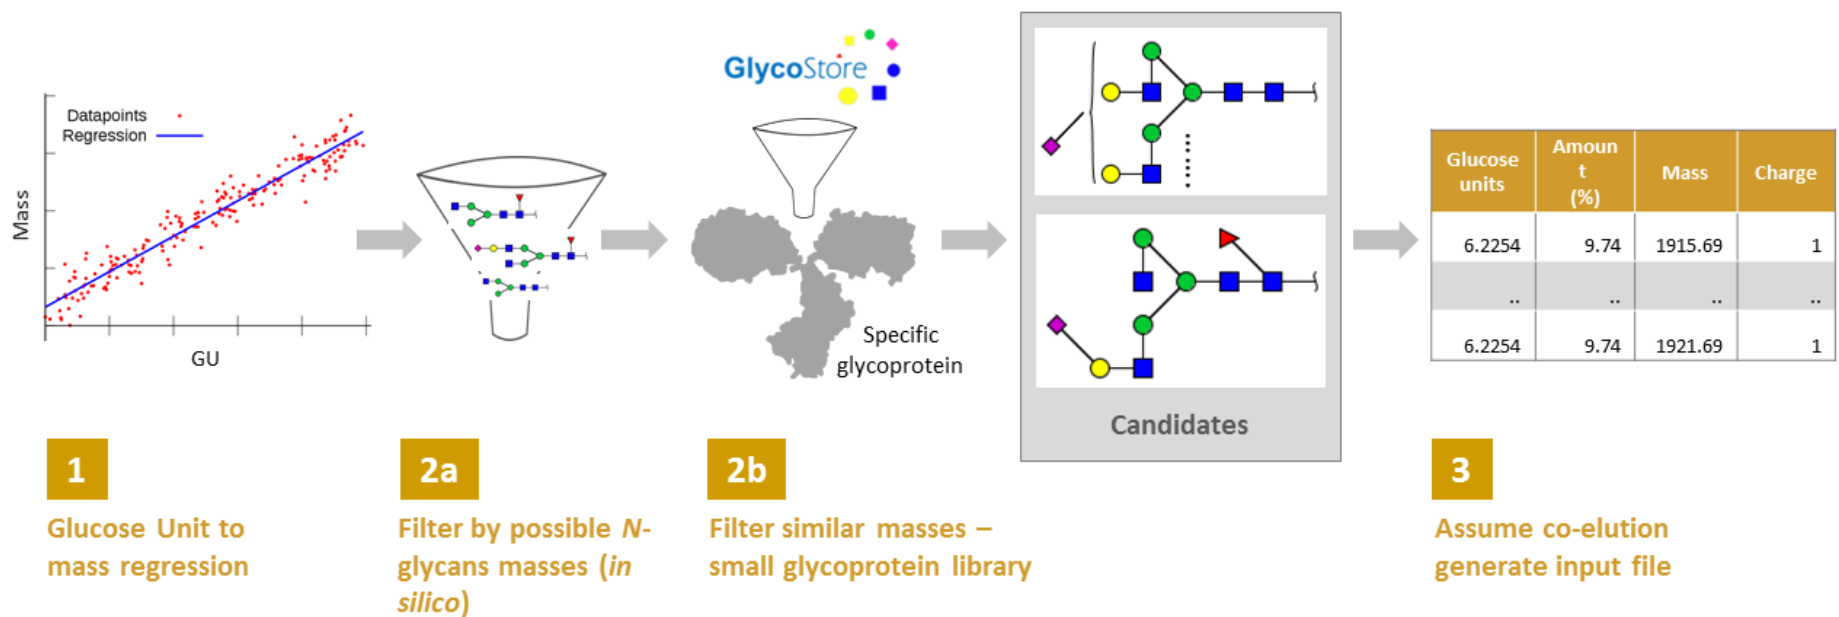 GlycoStore
Datapoints
Regression
Mass
GU
Specific
glycoprotein
Candidates
Glucose
units
Amoun
t
(%)
Mass
Charge
6.2254 9.74 1915.69 1
.. .. .. ..
6.2254 9.74 1921.69 1
1
Glucose Unit to
mass regression
2a
Filter by possible N-
glycans masses (in
silico)
2b
Filter similar masses –
small glycoprotein library
3
Assume co-elution
generate input file